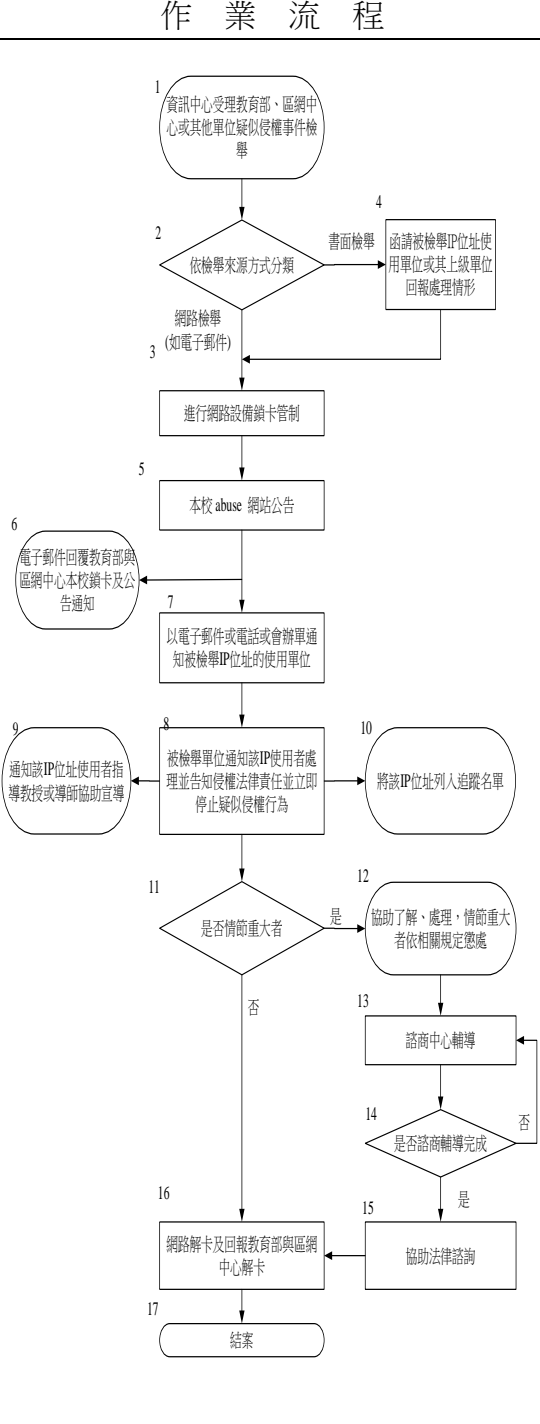 作業流程
1
資訊中心受理教育部、區網中
心或其他單位疑似侵權事件檢
舉
2
依檢舉來源方式分類
書面檢舉
4
函請被檢舉IP位址使
用單位或其上級單位
回報處理情形
網路檢舉
(如電子郵件)
3
進行網路設備鎖卡管制
5
本校 abuse 網站公告
6
電子郵件回覆教育部與
區網中心本校鎖卡及公
告通知
7
以電子郵件或電話或會辦單通
知被檢舉IP位址的使用單位
8
被檢舉單位通知該IP使用者處
理並告知侵權法律責任並立即
停止疑似侵權行為
9
通知該IP位址使用者指
導教授或導師協助宣導
10
將該IP位址列入追蹤名單
11
是否情節重大者
是
否
12
協助了解、處理，情節重大
者依相關規定懲處
13
諮商中心輔導
14
是否諮商輔導完成
否
是
15
協助法律諮詢
16
網路解卡及回報教育部與區網
中心解卡
17
結案